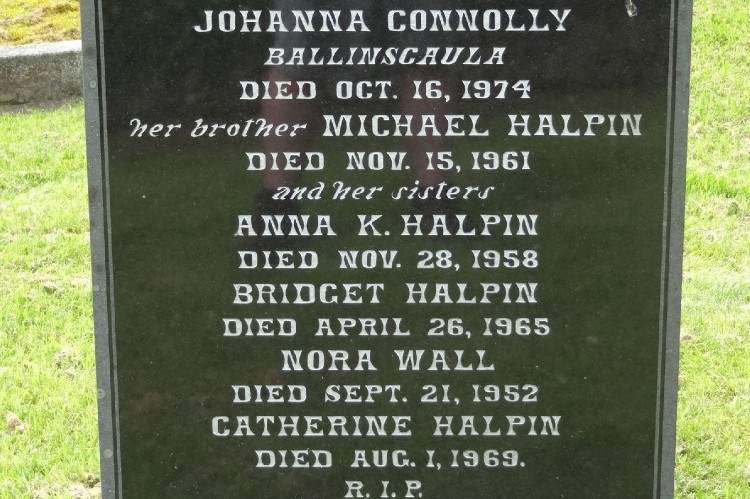 JOHANNA CONNOLLY
BALLINSCAULA
DIED OCT. 16, 1974
her brother MICHAEL HALPIN
DIED NOV. 15, 1961
and her sisters
ANNA K. HALPIN
DIED NOV. 28, 1958
BRIDGET HALPIN
DIED APRIL 26, 1965
NORA WALL
DIED SEPT. 21, 1952
CATHERINE HALPIN
DIED AUG. 1, 1969.
R. I. P.